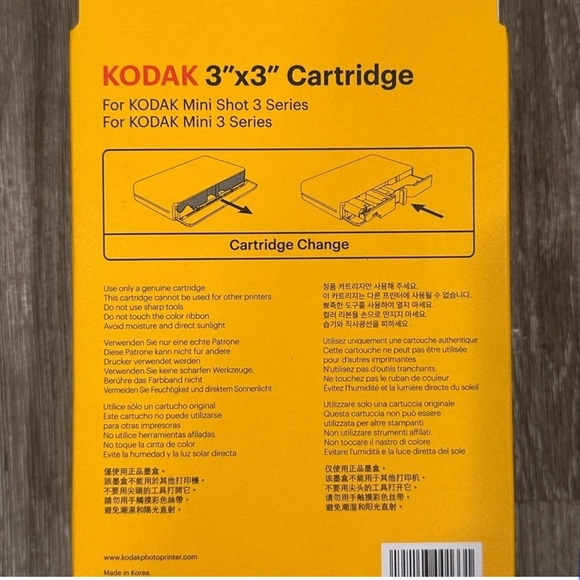 KODAK 3"x3" Cartridge
For KODAK Mini Shot 3 Series
For KODAK Mini 3 Series
Cartridge Change
Use only a genuine cartridge
This cartridge cannot be used for other printers
Do not use sharp tools
Do not touch the color ribbon
Avoid moisture and direct sunlight
정품 카트리지만 사용해 주세요.
이 카트리지는 다른 프린터에 사용될 수 없습니다.
뾰족한 도구를 사용하여 열지 마세요.
컬러 리본을 손으로 만지지 마세요.
습기와 직사광선을 피하세요.
Verwenden Sie nur eine echte Patrone
Diese Patrone kann nicht für andere
Drucker verwendet werden
Verwenden Sie keine scharfen Werkzeuge.
Berühre das Farbband nicht
Vermeiden Sie Feuchtigkeit und direktem Sonnenlicht
Utilisez uniquement une cartouche authentique
Cette cartouche ne peut pas être utilisée
pour d'autres imprimantes
N'utilisez pas d'outils tranchants.
Ne touchez pas le ruban de couleur
Évitez l'humidité et la lumière directe du soleil
Utilice sólo un cartucho original
Este cartucho no puede utilizarse
para otras impresoras
No utilice herramientas afiladas.
No toque la cinta de color
Evite la humedad y la luz solar directa
Utilizzare solo una cartuccia originale
Questa cartuccia non può essere
utilizzata per altre stampanti
Non utilizzare strumenti affilati.
Non toccare il nastro di colore
Evitare l'umidità e la luce diretta del sole
僅使用正品墨盒。
該墨盒不能用於其他打印機。
不要用尖頭的工具打開它。
請勿用手觸摸彩色絲帶。
避免潮濕和陽光直射。
仅使用正品墨盒。
该墨盒不能用于其他打印机。
不要用尖头的工具打开它。
请勿用手触摸彩色丝带。
避免潮湿和阳光直射。
www.kodakphotoprinter.com
Made in Korea.